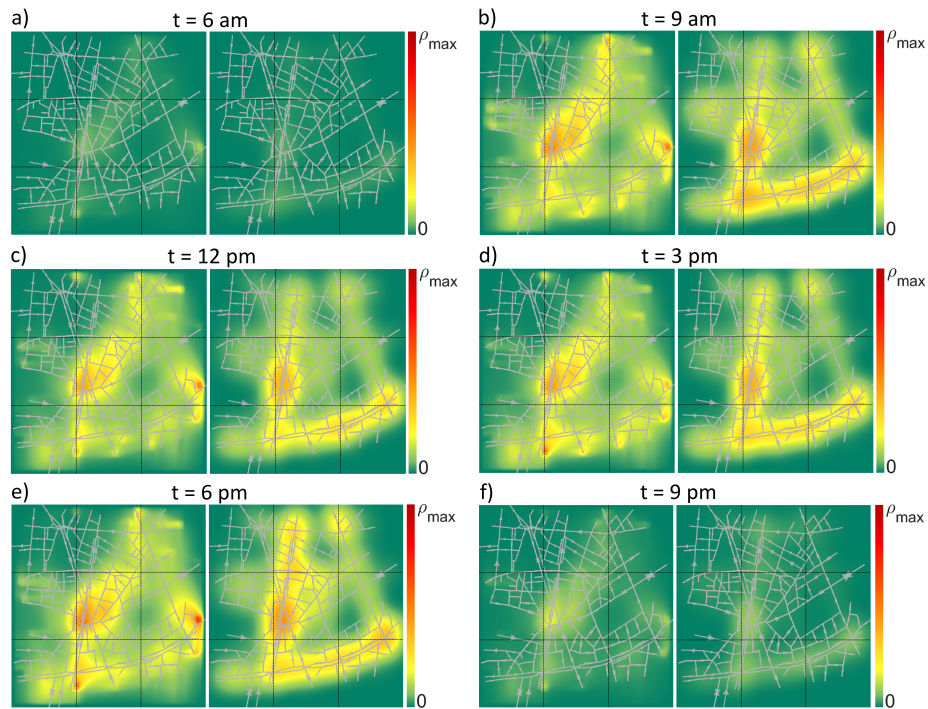 a) t = 6 am
ρmax
0
b) t = 9 am
ρmax
0
c) t = 12 pm
ρmax
0
d) t = 3 pm
ρmax
0
e) t = 6 pm
ρmax
0
f) t = 9 pm
ρmax
0